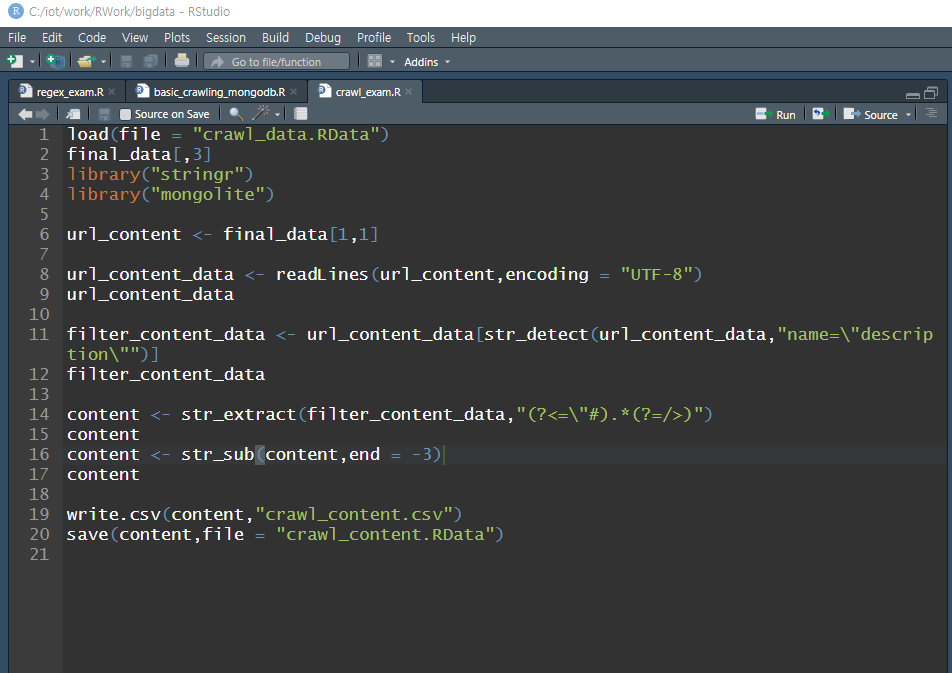 C:/iot/work/RWork/bigdata - RStudio
File Edit Code View Plots Session Build Debug Profile Tools Help
Go to file/function Addins
regex_exam.R basic_crawling_mongodb.R crawl_exam.R
Source on Save Run Source
1 load(file = "crawl_data.RData")
2 final_data[,3]
3 library("stringr")
4 library("mongolite")
5
6 url_content <- final_data[1,1]
7
8 url_content_data <- readLines(url_content,encoding = "UTF-8")
9 url_content_data
10
11 filter_content_data <- url_content_data[str_detect(url_content_data,"name=\"descrip
tion\"")]
12 filter_content_data
13
14 content <- str_extract(filter_content_data,"(?<=\"#).*(?=/>)")
15 content
16 content <- str_sub(content,end = -3)
17 content
18
19 write.csv(content,"crawl_content.csv")
20 save(content,file = "crawl_content.RData")
21